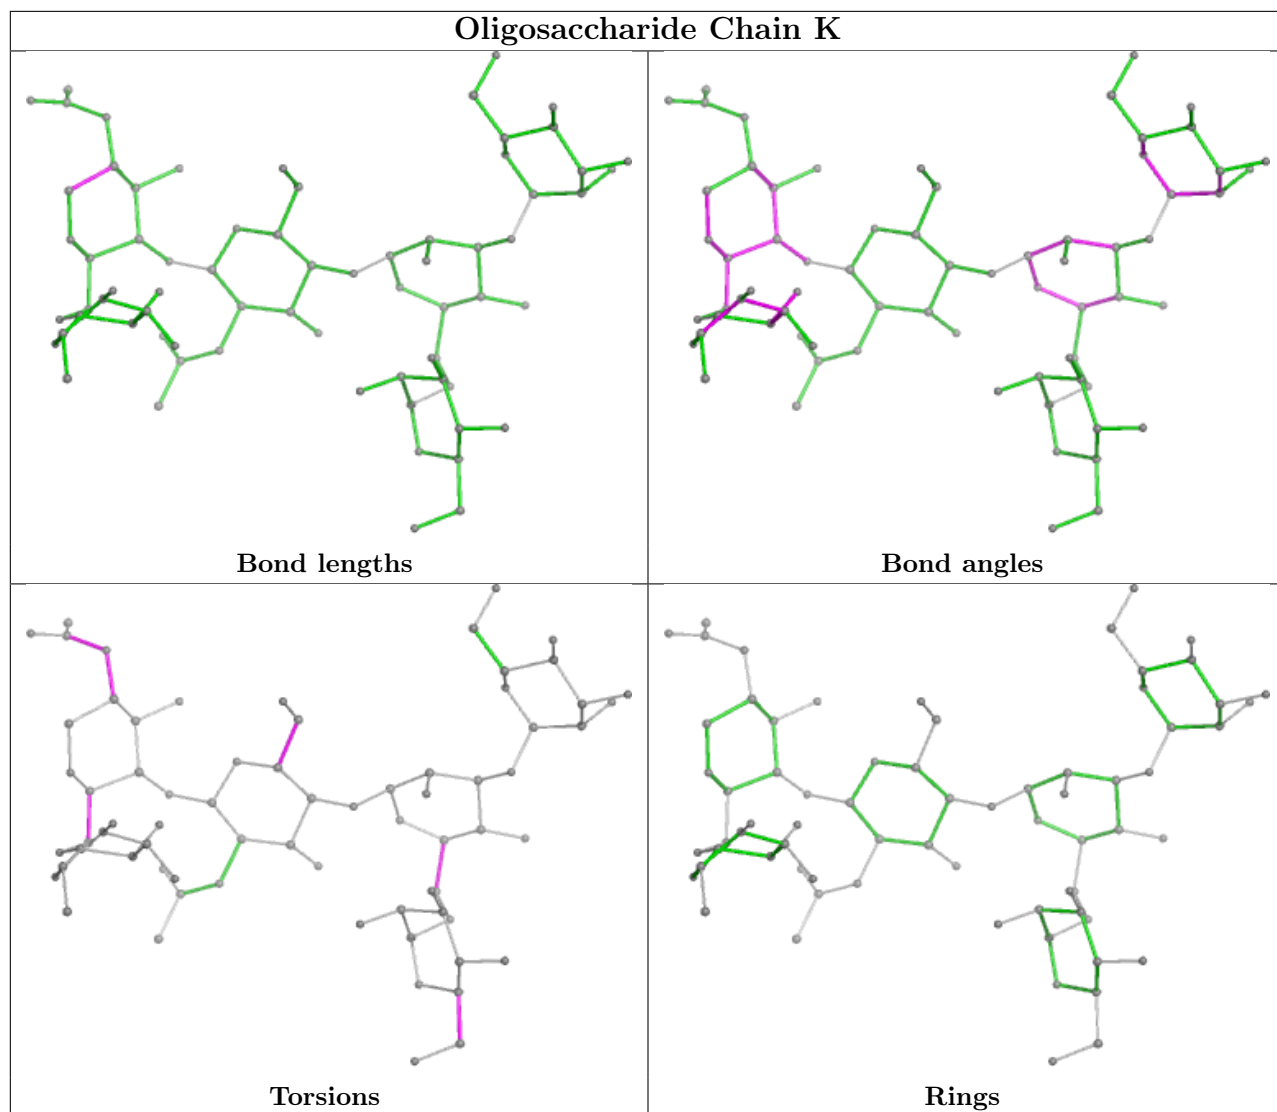 Oligosaccharide Chain K
Bond lengths
Bond angles
Torsions
Rings